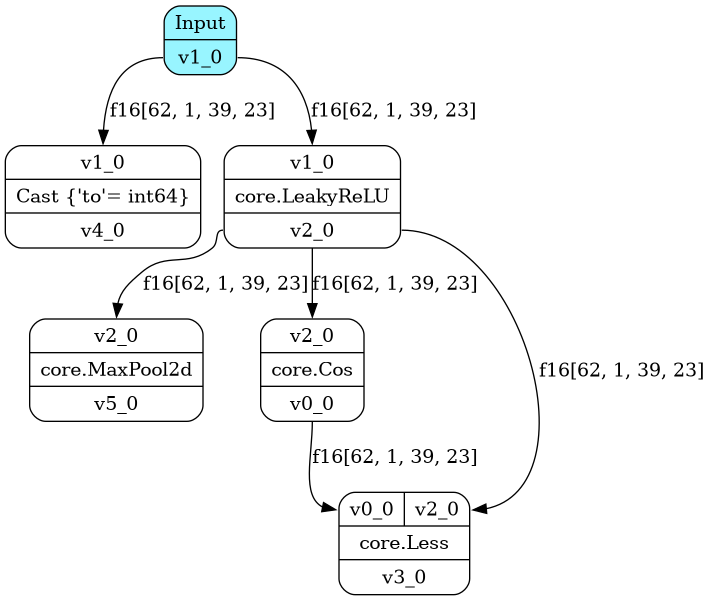 Input
v1_0
f16[62, 1, 39, 23]
f16[62, 1, 39, 23]
v1_0
Cast {'to'= int64}
v4_0
v1_0
core.LeakyReLU
v2_0
f16[62, 1, 39, 23]
f16[62, 1, 39, 23]
f16[62, 1, 39, 23]
v2_0
core.MaxPool2d
v5_0
v2_0
core.Cos
v0_0
f16[62, 1, 39, 23]
v0_0
v2_0
core.Less
v3_0